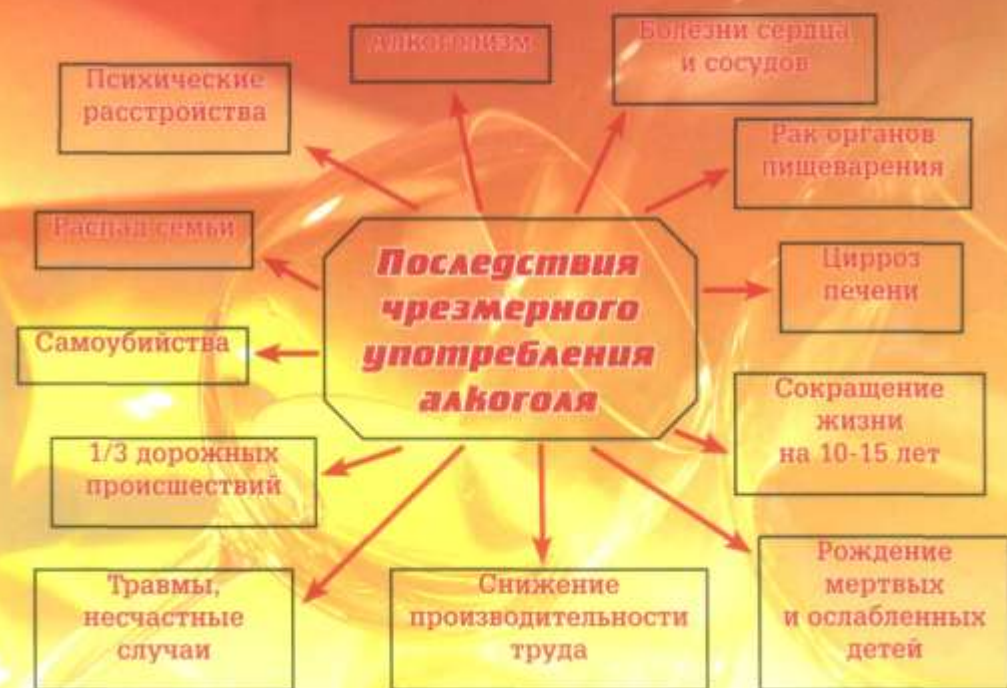 Алкоголизм
Болезни сердца
и сосудов
Психические
расстройства
Рак органов
пищеварения
Распад семьи
Последствия
чрезмерного
употребления
алкоголя
Цирроз
печени
Самоубийства
Сокращение
жизни
на 10-15 лет
1/3 дорожных
происшествий
Травмы,
несчастные
случаи
Снижение
производительности
труда
Рождение
мертвых
и ослабленных
детей